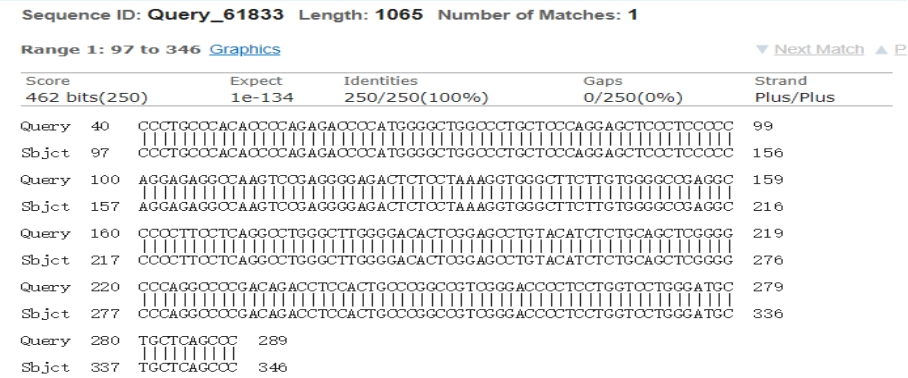 Sequence ID: Query_61833 Length: 1065 Number of Matches: 1
Range 1: 97 to 346 Graphics ▼ Next Match ▲ P
Score Expect Identities Gaps Strand
462 bits(250) 1e-134 250/250(100%) 0/250(0%) Plus/Plus
Query 40 CCCTGCCCACACCCCAGAGACCCCATGGGGCTGGCCCTGCTCCCAGGAGCTCCCTCCCCC 99
Sbjct 97 CCCTGCCCACACCCCAGAGACCCCATGGGGCTGGCCCTGCTCCCAGGAGCTCCCTCCCCC 156
Query 100 AGGAGAGGCCAAGTCCGAGGGGAGACTCTCCTAAAGGTGGGCTTCTTGTGGGGCCGAGGC 159
Sbjct 157 AGGAGAGGCCAAGTCCGAGGGGAGACTCTCCTAAAGGTGGGCTTCTTGTGGGGCCGAGGC 216
Query 160 CCCCTTCCTCAGGCCTGGGCTTGGGGACACTCGGAGCCTGTACATCTCTGCAGCTCGGGG 219
Sbjct 217 CCCCTTCCTCAGGCCTGGGCTTGGGGACACTCGGAGCCTGTACATCTCTGCAGCTCGGGG 276
Query 220 CCCAGGCCCCGACAGACCTCCACTGCCCGGCCGTCGGGACCCCTCCTGGTCCTGGGATGC 279
Sbjct 277 CCCAGGCCCCGACAGACCTCCACTGCCCGGCCGTCGGGACCCCTCCTGGTCCTGGGATGC 336
Query 280 TGCTCAGCCC 289
Sbjct 337 TGCTCAGCCC 346